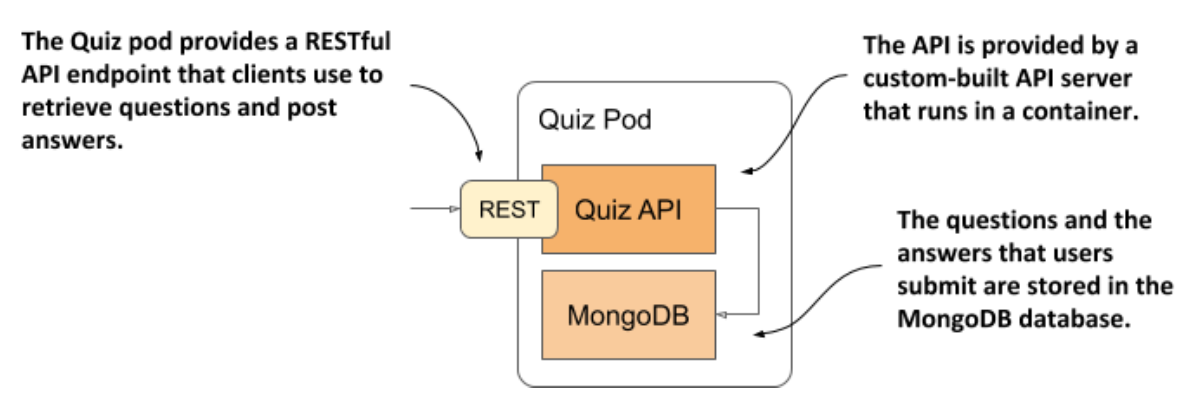 The Quiz pod provides a RESTful
API endpoint that clients use to
retrieve questions and post
answers.
The API is provided by a
custom-built API server
that runs in a container.
Quiz Pod
REST
Quiz API
MongoDB
The questions and the
answers that users
submit are stored in the
MongoDB database.